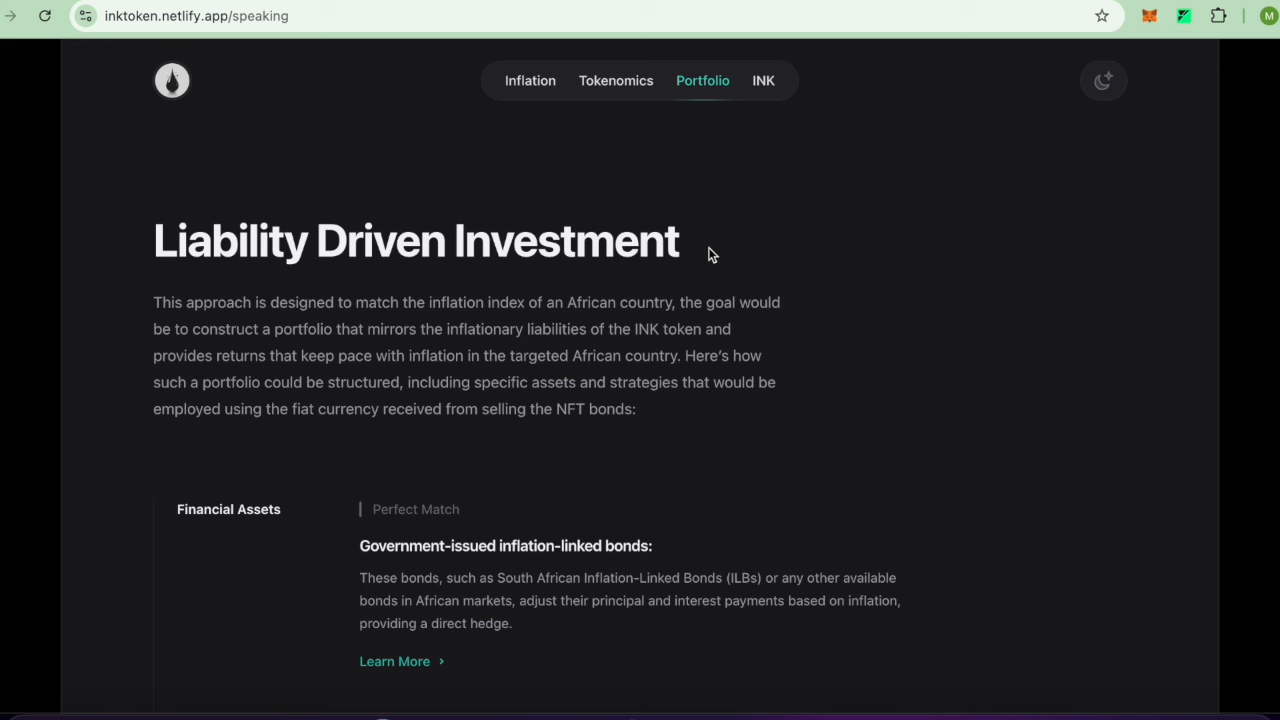 inktoken.netlify.app/speaking
M
Inflation Tokenomics Portfolio INK
Liability Driven Investment
This approach is designed to match the inflation index of an African country, the goal would
be to construct a portfolio that mirrors the inflationary liabilities of the INK token and
provides returns that keep pace with inflation in the targeted African country. Here’s how
such a portfolio could be structured, including specific assets and strategies that would be
employed using the fiat currency received from selling the NFT bonds:
Financial Assets
Perfect Match
Government-issued inflation-linked bonds:
These bonds, such as South African Inflation-Linked Bonds (ILBs) or any other available
bonds in African markets, adjust their principal and interest payments based on inflation,
providing a direct hedge.
Learn More ›